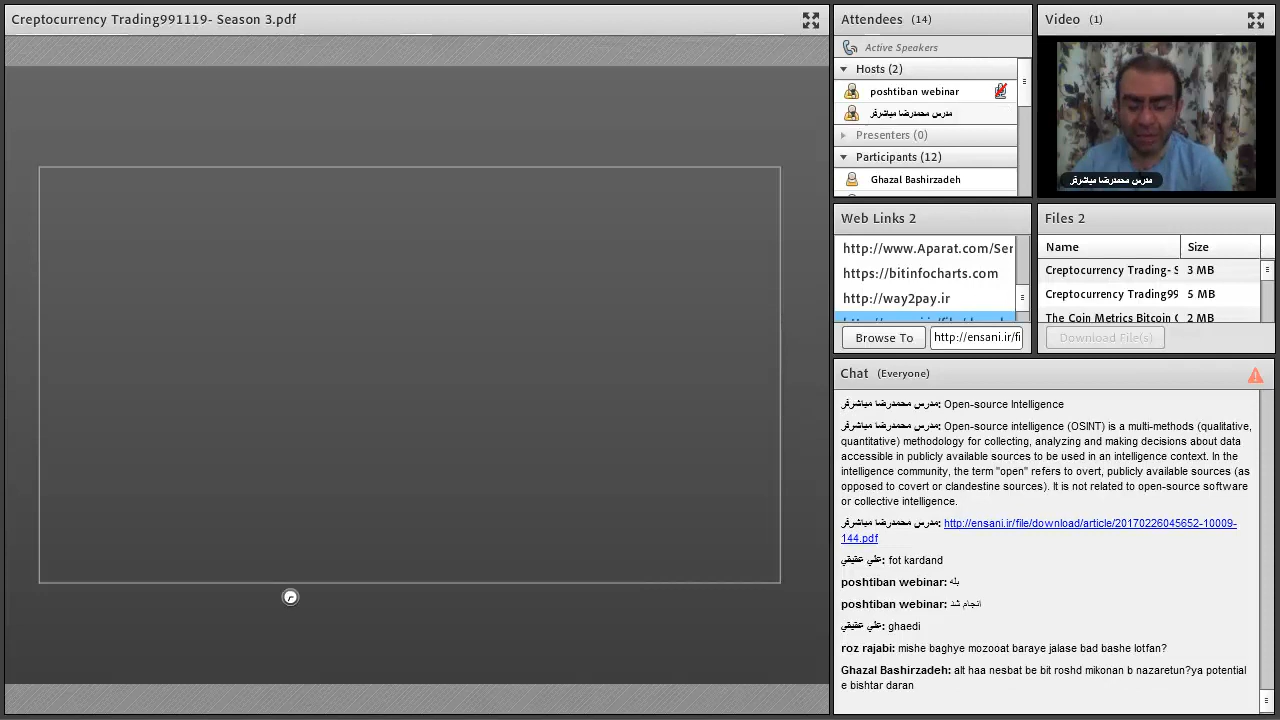 Creptocurrency Trading991119- Season 3.pdf
Attendees (14)
Active Speakers
Hosts (2)
poshtiban webinar
مدرس محمدرضا مباشرفر
Presenters (0)
Participants (12)
Ghazal Bashirzadeh
Video (1)
مدرس محمدرضا مباشرفر
Web Links 2
http://www.Aparat.com/Ser
https://bitinfocharts.com
http://way2pay.ir
Browse To
http://ensani.ir/fi
Files 2
Name Size
Creptocurrency Trading- S 3 MB
Creptocurrency Trading99 5 MB
The Coin Metrics Bitcoin 2 MB
Download File(s)
Chat (Everyone)
مدرس محمدرضا مباشرفر: Open-source Intelligence
مدرس محمدرضا مباشرفر: Open-source intelligence (OSINT) is a multi-methods (qualitative,
quantitative) methodology for collecting, analyzing and making decisions about data
accessible in publicly available sources to be used in an intelligence context. In the
intelligence community, the term "open" refers to overt, publicly available sources (as
opposed to covert or clandestine sources). It is not related to open-source software
or collective intelligence.
مدرس محمدرضا مباشرفر: http://ensani.ir/file/download/article/20170226045652-10009-
144.pdf
علي عقيقي: fot kardand
poshtiban webinar: بله
poshtiban webinar: انجام شد
علي عقيقي: ghaedi
roz rajabi: mishe baghye mozooat baraye jalase bad bashe lotfan?
Ghazal Bashirzadeh: alt haa nesbat be bit roshd mikonan b nazaretun?ya potential
e bishtar daran